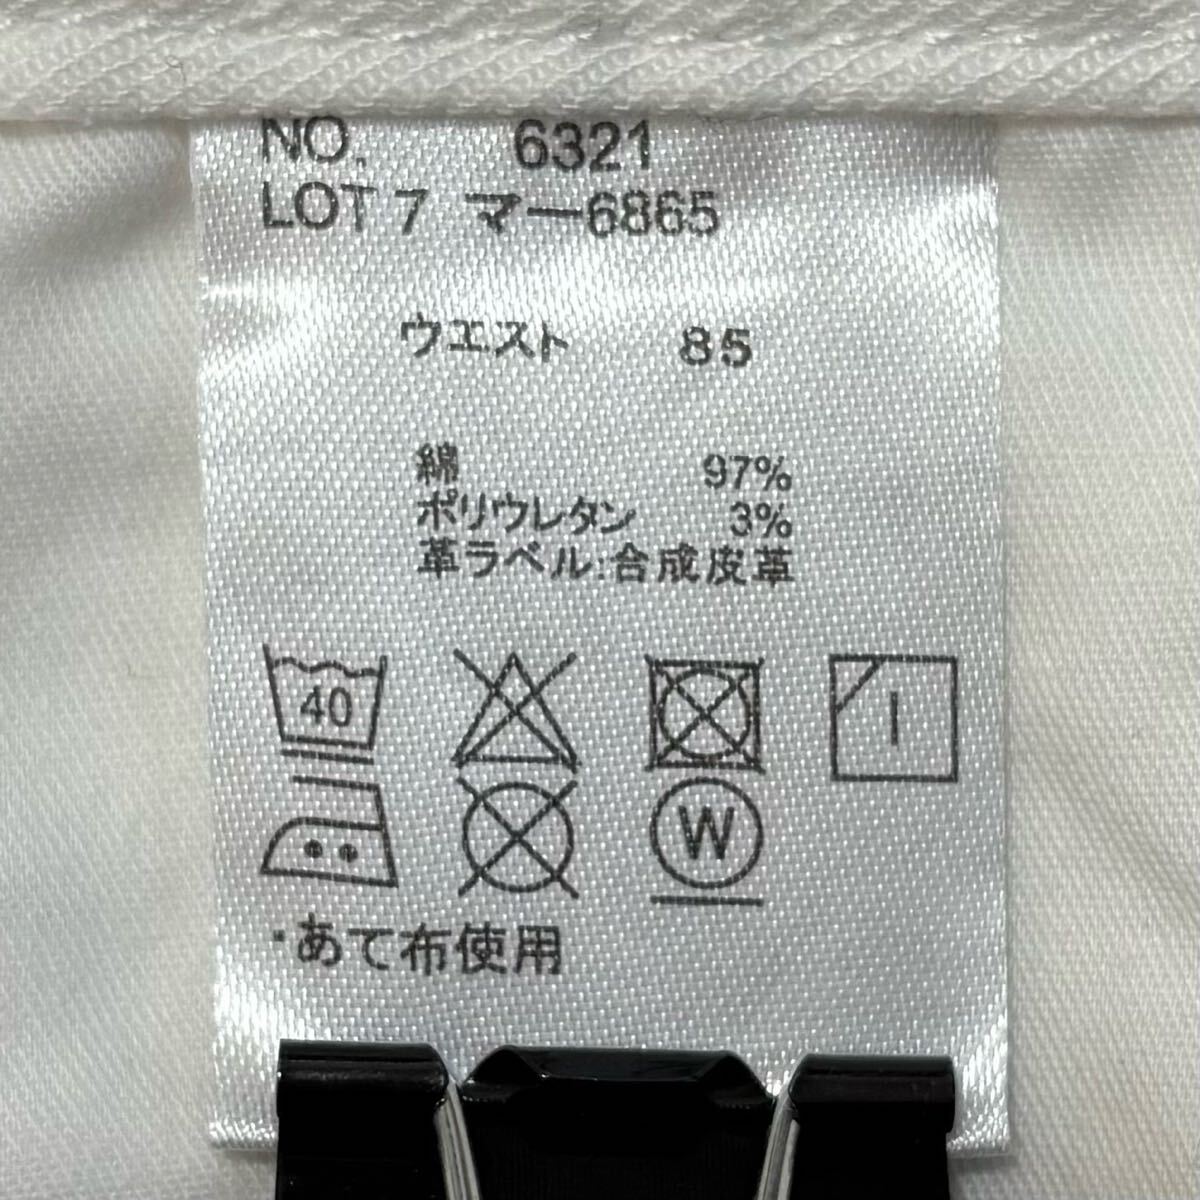 NO. 6321
LOT 7 マー6865
ウエスト 85
綿 97%
ポリウレタン 3%
革ラベル:合成皮革
40
W
・あて布使用